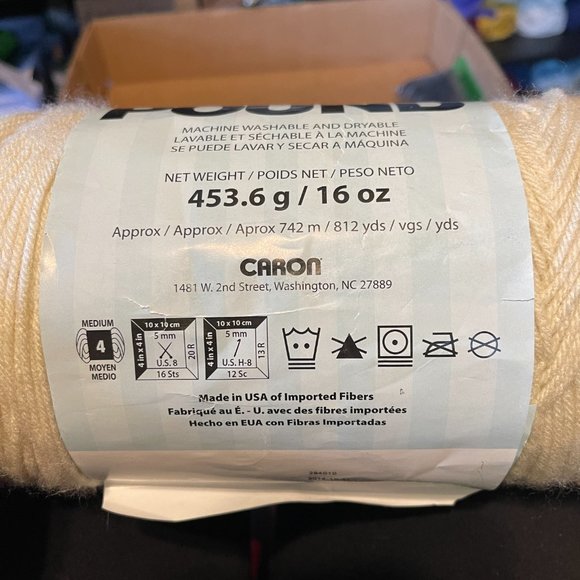 POUND
MACHINE WASHABLE AND DRYABLE
LAVABLE ET SÉCHABLE À LA MACHINE
SE PUEDE LAVAR Y SECAR A MÁQUINA
NET WEIGHT / POIDS NET / PESO NETO
453.6 g / 16 oz
Approx / Approx / Aprox 742 m / 812 yds / vgs / yds
CARON
1481 W. 2nd Street, Washington, NC 27889
MEDIUM
4
MOYEN
MEDIO
10 x 10 cm
4 in x 4 in
5 mm
U.S. 8
20 R
16 Sts
10 x 10 cm
4 in x 4 in
5 mm
U.S. H-8
13 R
12 Sc
Made in USA of Imported Fibers
Fabriqué au É. - U. avec des fibres importées
Hecho en EUA con Fibras Importadas